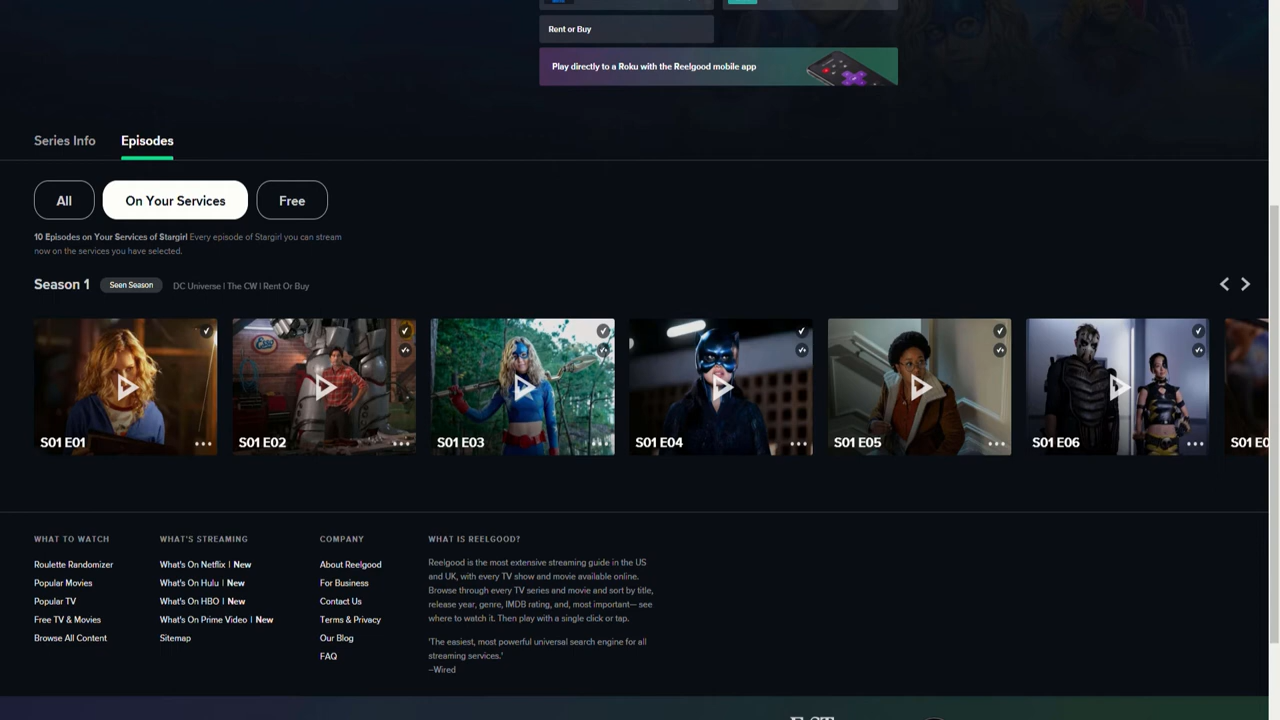 Rent or Buy
Play directly to a Roku with the Reelgood mobile app
Series Info
Episodes
All
On Your Services
Free
10 Episodes on Your Services of Stargirl Every episode of Stargirl you can stream
now on the services you have selected.
Season 1
Seen Season
DC Universe | The CW | Rent Or Buy
S01 E01
S01 E02
S01 E03
S01 E04
S01 E05
S01 E06
S01 E0
WHAT TO WATCH
Roulette Randomizer
Popular Movies
Popular TV
Free TV & Movies
Browse All Content
WHAT'S STREAMING
What's On Netflix | New
What's On Hulu | New
What's On HBO | New
What's On Prime Video | New
Sitemap
COMPANY
About Reelgood
For Business
Contact Us
Terms & Privacy
Our Blog
FAQ
WHAT IS REELGOOD?
Reelgood is the most extensive streaming guide in the US
and UK, with every TV show and movie available online.
Browse through every TV series and movie and sort by title,
release year, genre, IMDB rating, and, most important— see
where to watch it. Then play with a single click or tap.
'The easiest, most powerful universal search engine for all
streaming services.'
–Wired